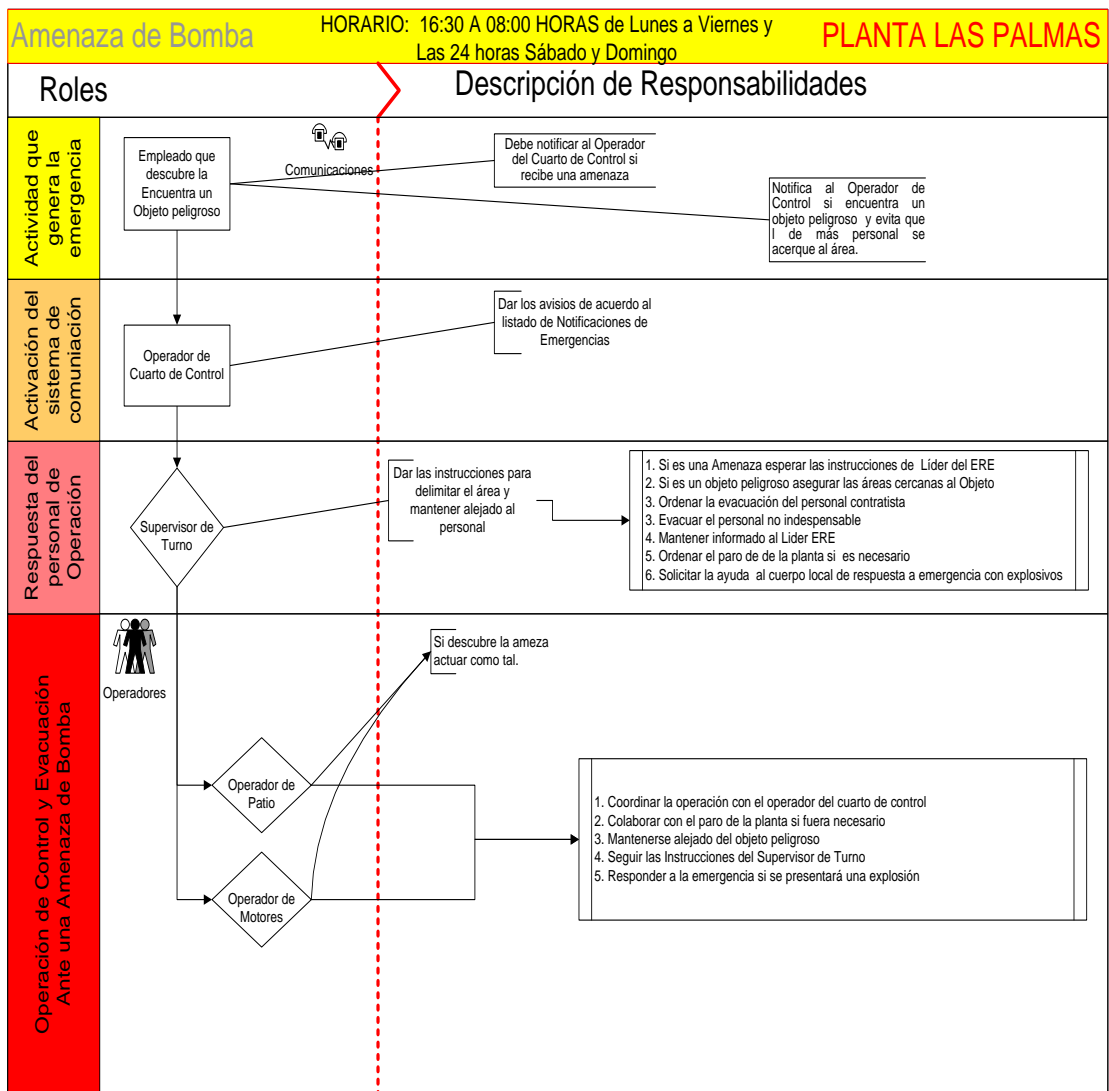 Amenaza de Bomba
HORARIO: 16:30 A 08:00 HORAS de Lunes a Viernes y
Las 24 horas Sábado y Domingo
PLANTA LAS PALMAS
Roles
Descripción de Responsabilidades
Actividad que
genera la
emergencia
Empleado que
descubre la
Encuentra un
Objeto peligroso
Comunicaciones
Debe notificar al Operador
del Cuarto de Control si
recibe una amenaza
Notifica al Operador de
Control si encuentra un
objeto peligroso y evita que
l de más personal se
acerque al área.
Activación del
sistema de
comuniación
Operador de
Cuarto de Control
Dar los avisios de acuerdo al
listado de Notificaciones de
Emergencias
Respuesta del
personal de
Operación
Supervisor de
Turno
Dar las instrucciones para
delimitar el área y
mantener alejado al
personal
1. Si es una Amenaza esperar las instrucciones de Líder del ERE
2. Si es un objeto peligroso asegurar las áreas cercanas al Objeto
3. Ordenar la evacuación del personal contratista
3. Evacuar el personal no indespensable
4. Mantener informado al Lider ERE
5. Ordenar el paro de de la planta si es necesario
6. Solicitar la ayuda al cuerpo local de respuesta a emergencia con explosivos
Operación de Control y Evacuación
Ante una Amenaza de Bomba
Operadores
Si descubre la ameza
actuar como tal.
Operador de
Patio
Operador de
Motores
1. Coordinar la operación con el operador del cuarto de control
2. Colaborar con el paro de la planta si fuera necesario
3. Mantenerse alejado del objeto peligroso
4. Seguir las Instrucciones del Supervisor de Turno
5. Responder a la emergencia si se presentará una explosión